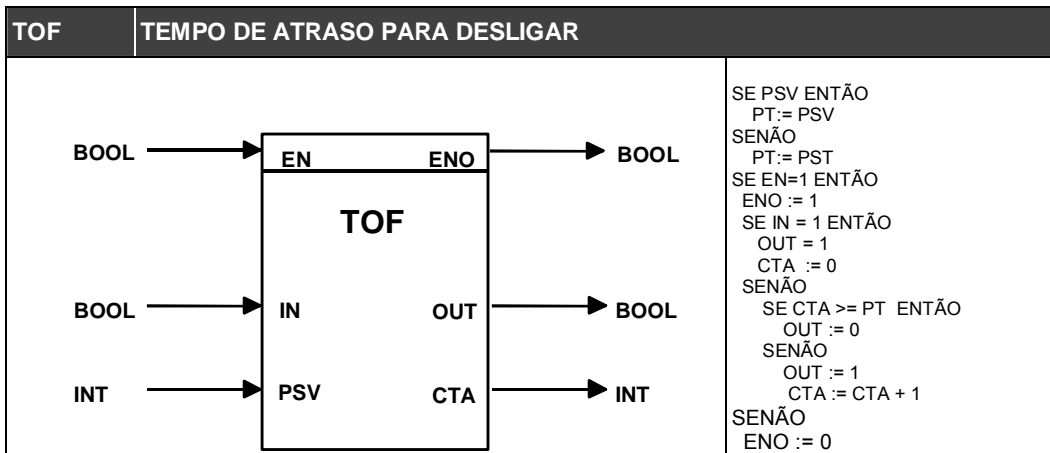 TOF TEMPO DE ATRASO PARA DESLIGAR
BOOL EN ENO BOOL
TOF
BOOL IN OUT BOOL
INT PSV CTA INT
SE PSV ENTÃO
PT:= PSV
SENÃO
PT:= PST
SE EN=1 ENTÃO
ENO := 1
SE IN = 1 ENTÃO
OUT = 1
CTA := 0
SENÃO
SE CTA >= PT ENTÃO
OUT := 0
SENÃO
OUT := 1
CTA := CTA + 1
SENÃO
ENO := 0